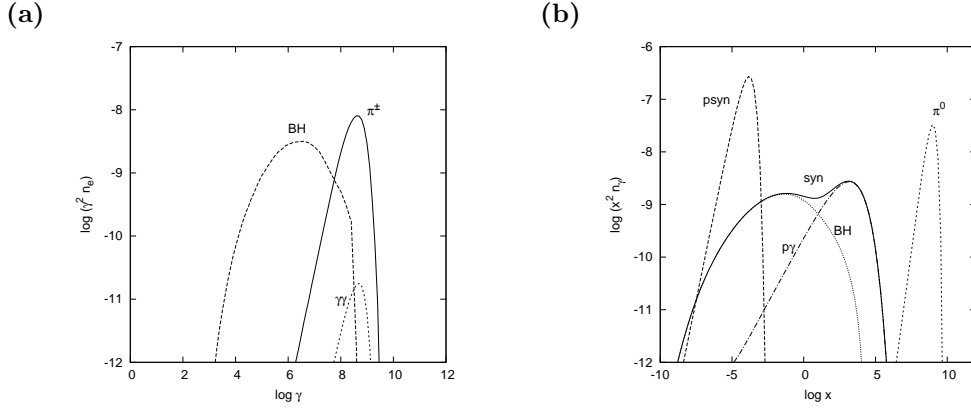 (a)
-7
-8
-9
-10
-11
-12
0 2 4 6 8 10 12
log γ
log (γ² nₑ)
BH
π±
γγ
(b)
-6
-7
-8
-9
-10
-11
-12
-10 -5 0 5 10
log x
log (x² nᵧ)
psyn
π⁰
syn
BH
pγ